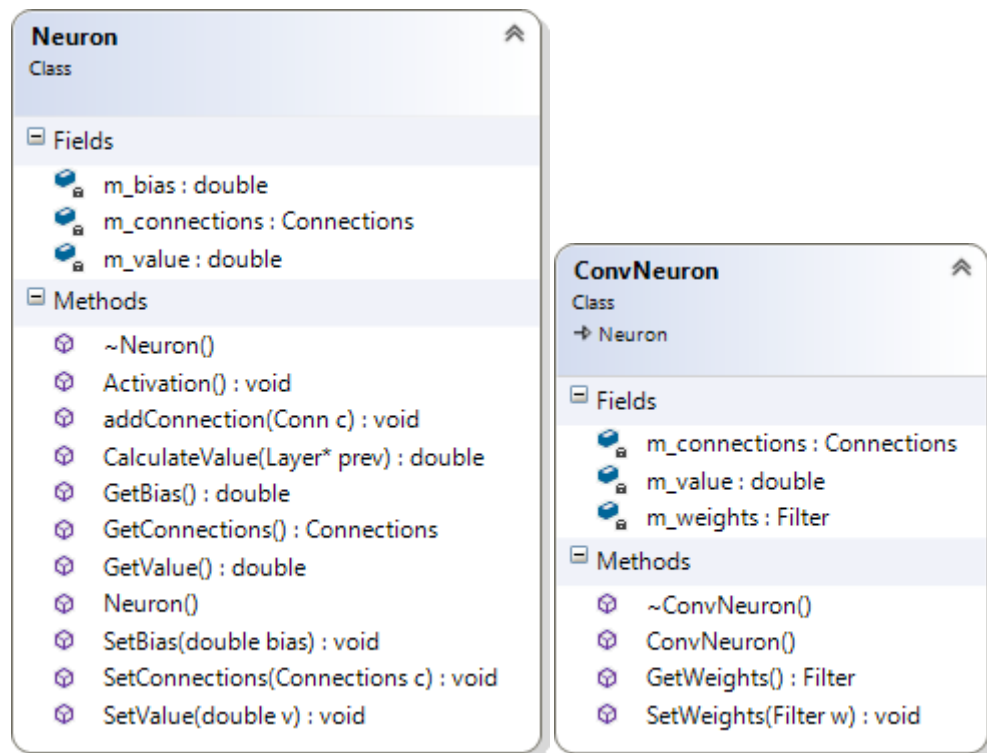 Neuron
Class
Fields
m_bias : double
m_connections : Connections
m_value : double
Methods
~Neuron()
Activation() : void
addConnection(Conn c) : void
CalculateValue(Layer* prev) : double
GetBias() : double
GetConnections() : Connections
GetValue() : double
Neuron()
SetBias(double bias) : void
SetConnections(Connections c) : void
SetValue(double v) : void
ConvNeuron
Class
Neuron
Fields
m_connections : Connections
m_value : double
m_weights : Filter
Methods
~ConvNeuron()
ConvNeuron()
GetWeights() : Filter
SetWeights(Filter w) : void